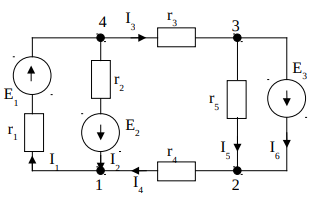 4 I₃ r₃ 3
E₁ r₂ r₅ E₃
r₁ E₂
I₁ I₂ r₄ I₅ I₆
1 I₄ 2